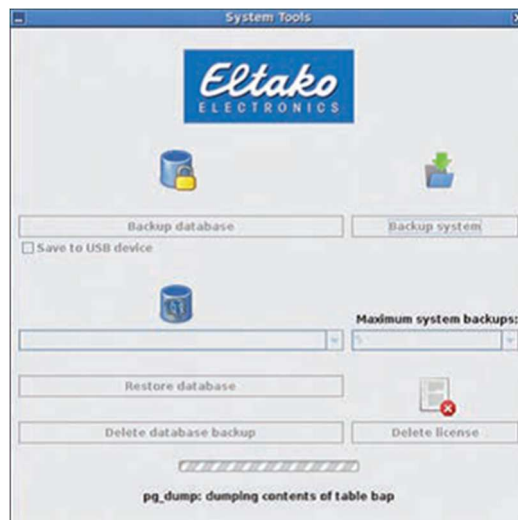 System Tools
Eltako
ELECTRONICS
Backup database
Backup system
Save to USB device
Maximum system backups:
5
Restore database
Delete database backup
Delete license
pg_dump: dumping contents of table bap